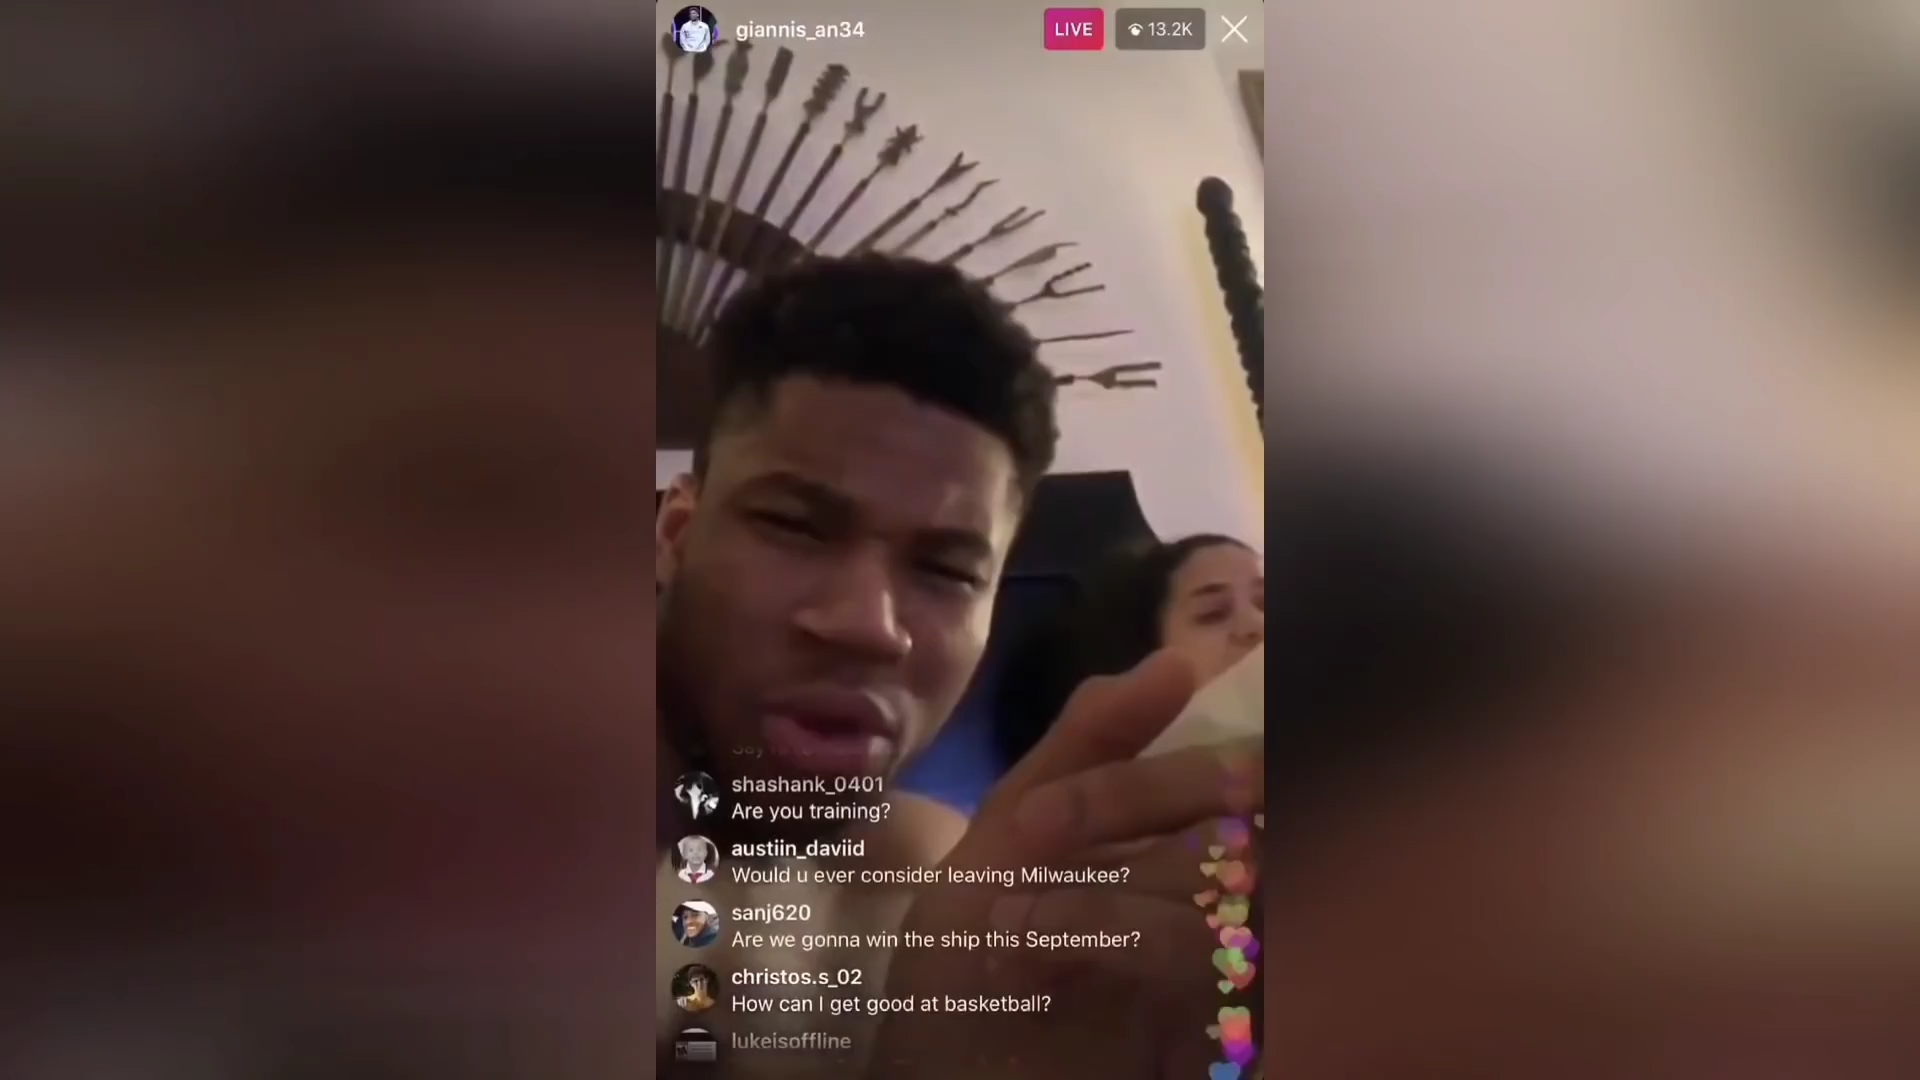 giannis_an34
LIVE
13.2K
shashank_0401
Are you training?
austiin_daviid
Would u ever consider leaving Milwaukee?
sanj620
Are we gonna win the ship this September?
christos.s_02
How can I get good at basketball?
lukeisoffline